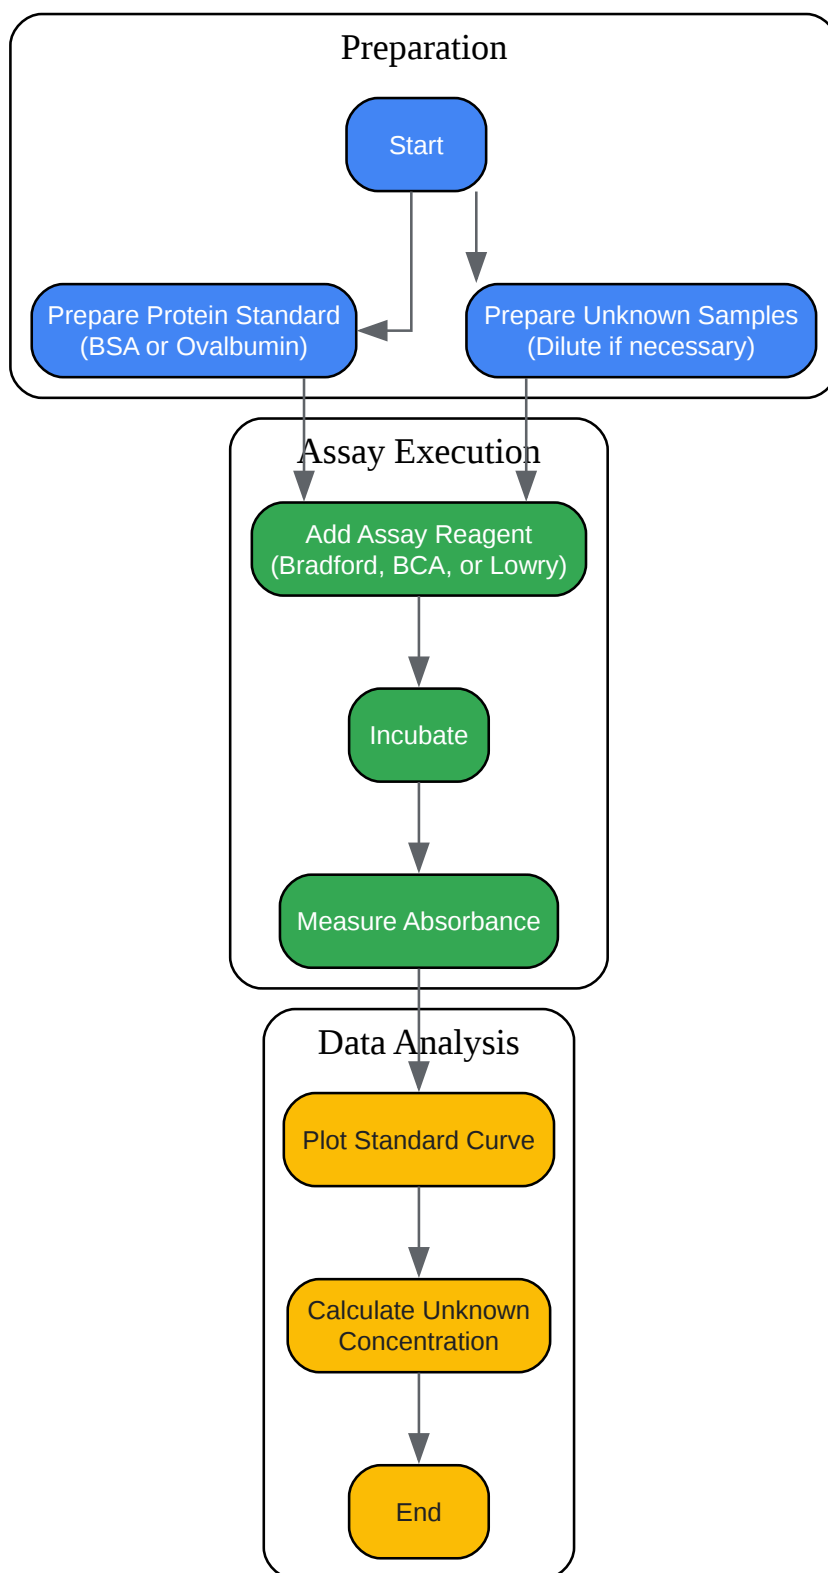 Preparation
Start
Prepare Protein Standard
(BSA or Ovalbumin)
Prepare Unknown Samples
(Dilute if necessary)
Assay Execution
Add Assay Reagent
(Bradford, BCA, or Lowry)
Incubate
Measure Absorbance
Data Analysis
Plot Standard Curve
Calculate Unknown
Concentration
End